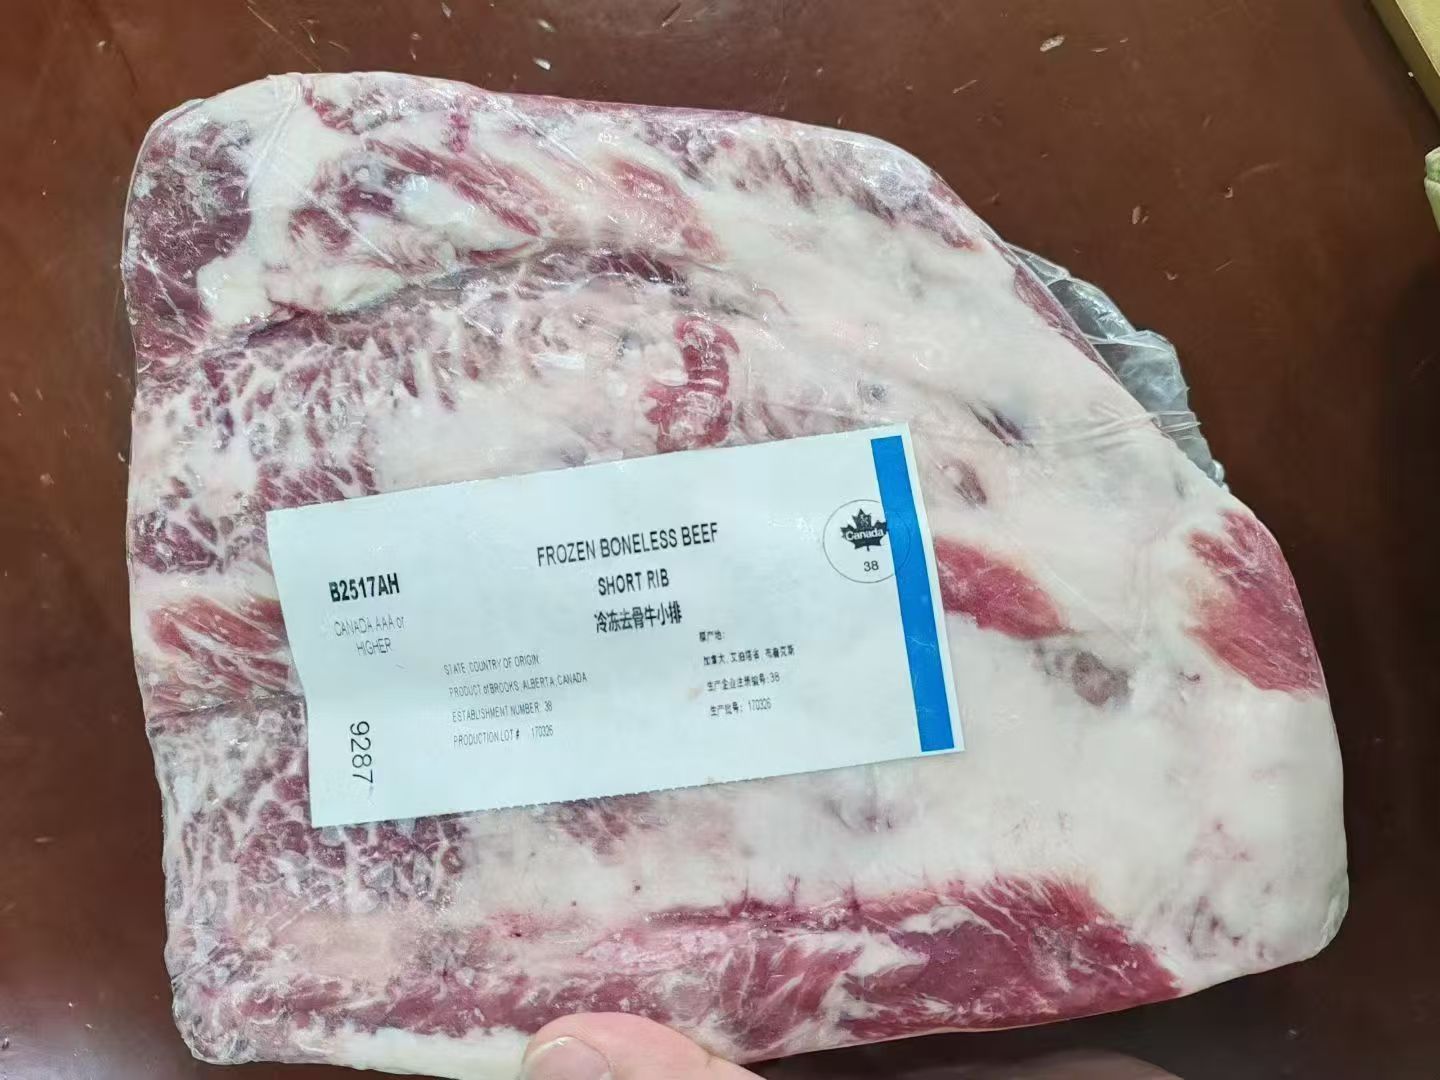 FROZEN BONELESS BEEF
SHORT RIB
冷冻去骨牛小排
B2517AH
CANADA AAA or
HIGHER
9287
STATE, COUNTRY OF ORIGIN:
PRODUCT of BROOKS, ALBERTA, CANADA
ESTABLISHMENT NUMBER: 38
PRODUCTION LOT # 170326
原产地:
加拿大, 艾伯塔省, 布鲁克斯
生产企业注册编号:38
生产批号: 170326
Canada
38